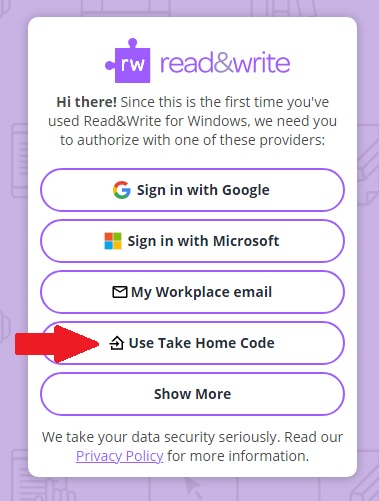 rw read&write
Hi there! Since this is the first time you've
used Read&Write for Windows, we need you
to authorize with one of these providers:
Sign in with Google
Sign in with Microsoft
My Workplace email
Use Take Home Code
Show More
We take your data security seriously. Read our
Privacy Policy for more information.